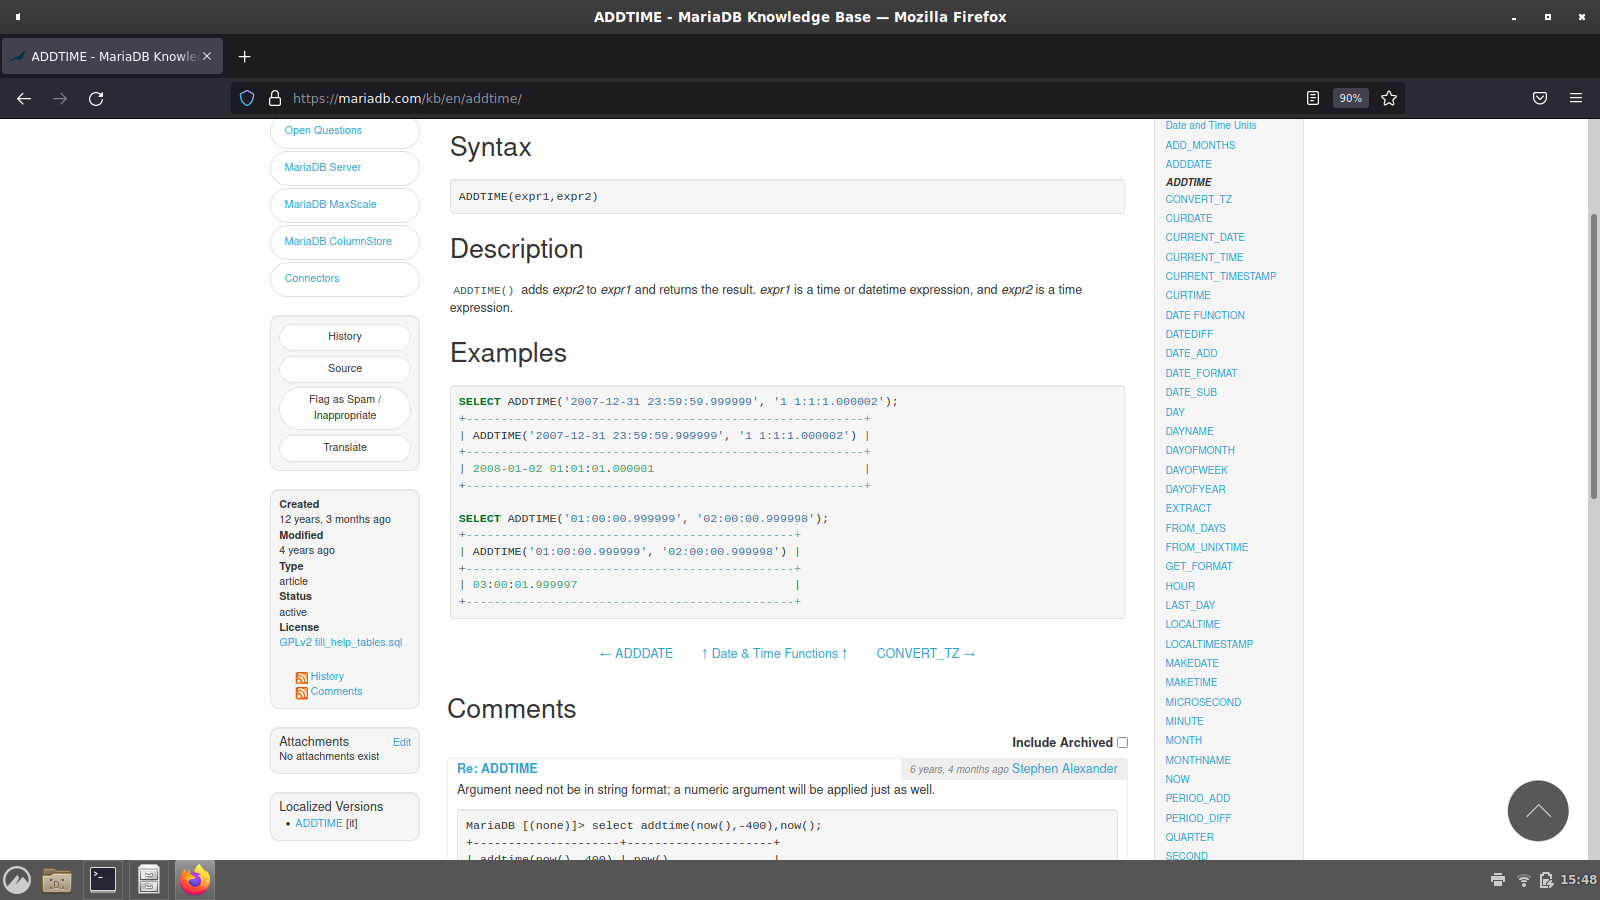 ADDTIME - MariaDB Knowledge Base — Mozilla Firefox
ADDTIME - MariaDB Knowle
https://mariadb.com/kb/en/addtime/
90%
Open Questions
MariaDB Server
MariaDB MaxScale
MariaDB ColumnStore
Connectors
History
Source
Flag as Spam /
Inappropriate
Translate
Created
12 years, 3 months ago
Modified
4 years ago
Type
article
Status
active
License
GPLv2 fill_help_tables.sql
History
Comments
Attachments Edit
No attachments exist
Localized Versions
• ADDTIME [it]
Syntax
ADDTIME(expr1,expr2)
Description
ADDTIME() adds expr2 to expr1 and returns the result. expr1 is a time or datetime expression, and expr2 is a time
expression.
Examples
SELECT ADDTIME('2007-12-31 23:59:59.999999', '1 1:1:1.000002');
+---------------------------------------------------------+
| ADDTIME('2007-12-31 23:59:59.999999', '1 1:1:1.000002') |
+---------------------------------------------------------+
| 2008-01-02 01:01:01.000001                              |
+---------------------------------------------------------+
SELECT ADDTIME('01:00:00.999999', '02:00:00.999998');
+-----------------------------------------------+
| ADDTIME('01:00:00.999999', '02:00:00.999998') |
+-----------------------------------------------+
| 03:00:01.999997                               |
+-----------------------------------------------+
← ADDDATE ↑ Date & Time Functions ↑ CONVERT_TZ →
Comments
Include Archived
Re: ADDTIME 6 years, 4 months ago Stephen Alexander
Argument need not be in string format; a numeric argument will be applied just as well.
MariaDB [(none)]> select addtime(now(),-400),now();
+---------------------+---------------------+
| addtime(now(),-400) | now()               |
Date and Time Units
ADD_MONTHS
ADDDATE
ADDTIME
CONVERT_TZ
CURDATE
CURRENT_DATE
CURRENT_TIME
CURRENT_TIMESTAMP
CURTIME
DATE FUNCTION
DATEDIFF
DATE_ADD
DATE_FORMAT
DATE_SUB
DAY
DAYNAME
DAYOFMONTH
DAYOFWEEK
DAYOFYEAR
EXTRACT
FROM_DAYS
FROM_UNIXTIME
GET_FORMAT
HOUR
LAST_DAY
LOCALTIME
LOCALTIMESTAMP
MAKEDATE
MAKETIME
MICROSECOND
MINUTE
MONTH
MONTHNAME
NOW
PERIOD_ADD
PERIOD_DIFF
QUARTER
SECOND
15:48